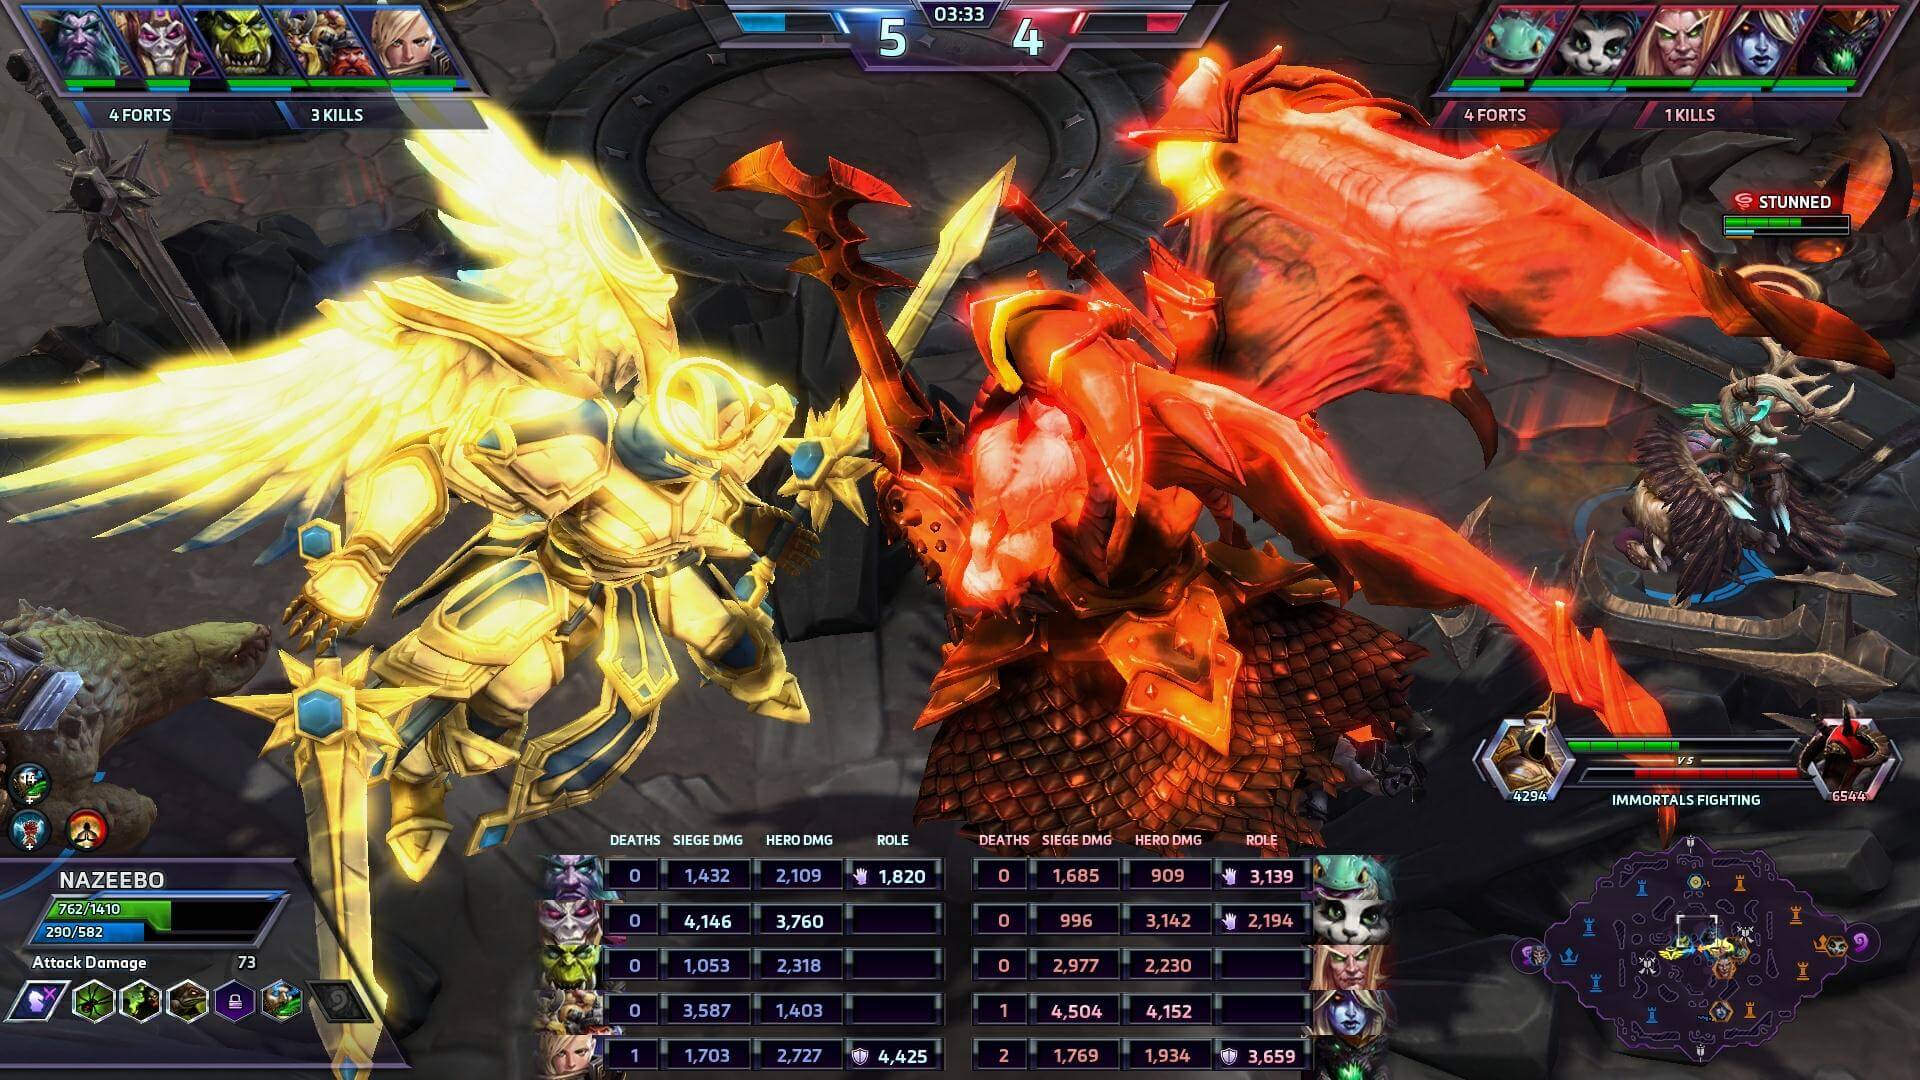 03:33
5 4
4 FORTS 3 KILLS
4 FORTS 1 KILLS
STUNNED
4294 VS 6544
IMMORTALS FIGHTING
14
NAZEEBO
762/1410
290/582
Attack Damage 73
DEATHS SIEGE DMG HERO DMG ROLE DEATHS SIEGE DMG HERO DMG ROLE
0 1,432 2,109 1,820 0 1,685 909 3,139
0 4,146 3,760 0 996 3,142 2,194
0 1,053 2,318 0 2,977 2,230
0 3,587 1,403 1 4,504 4,152
1 1,703 2,727 4,425 2 1,769 1,934 3,659